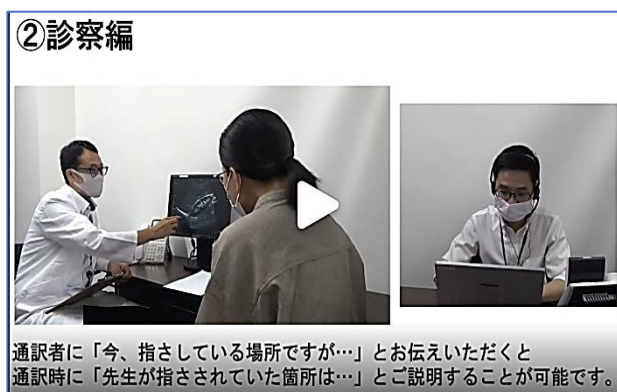 ②診察編
通訳者に「今、指さしている場所ですが…」とお伝えいただくと
通訳時に「先生が指さされていた箇所は…」とご説明することが可能です。